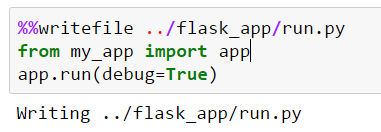 %%writefile ../flask_app/run.py
from my_app import app
app.run(debug=True)
Writing ../flask_app/run.py